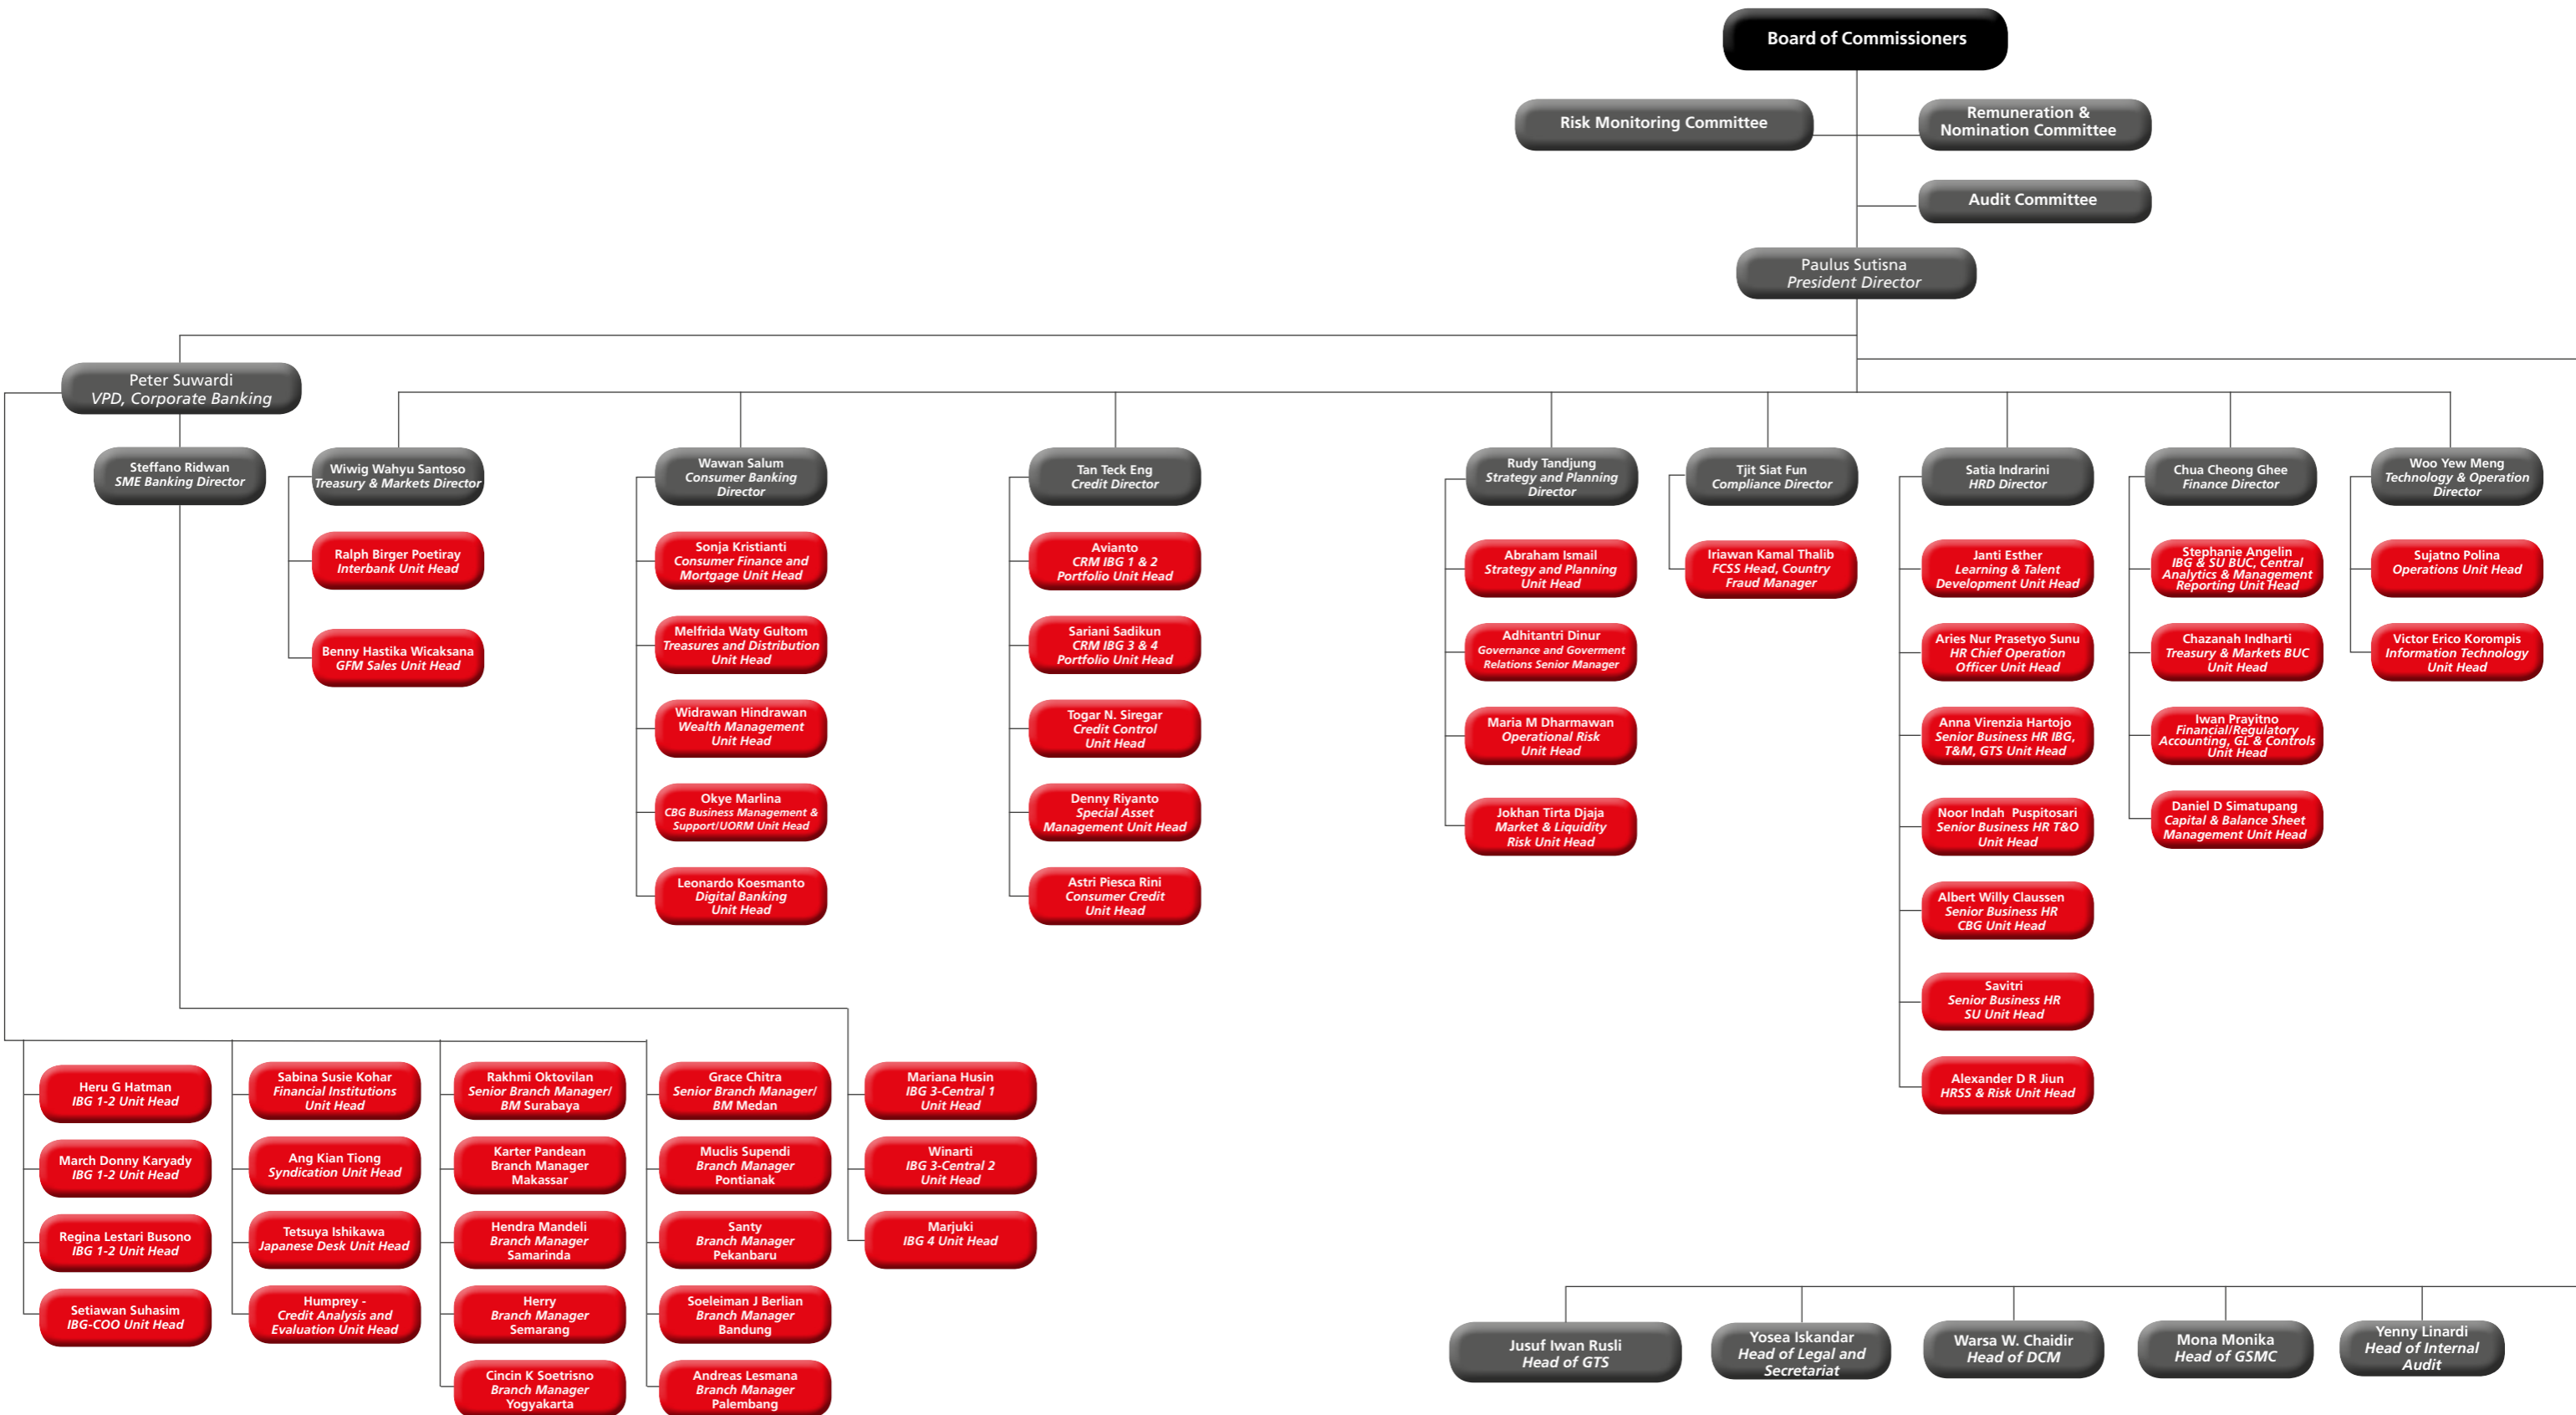 Board of Commissioners
Risk Monitoring Committee
Remuneration &
Nomination Committee
Audit Committee
Paulus Sutisna
President Director
Peter Suwardi
VPD, Corporate Banking
Steffano Ridwan
SME Banking Director
Wiwig Wahyu Santoso
Treasury & Markets Director
Ralph Birger Poetiray
Interbank Unit Head
Benny Hastika Wicaksana
GFM Sales Unit Head
Wawan Salum
Consumer Banking
Director
Sonja Kristianti
Consumer Finance and
Mortgage Unit Head
Melfrida Waty Gultom
Treasures and Distribution
Unit Head
Widrawan Hindrawan
Wealth Management
Unit Head
Okye Marlina
CBG Business Management &
Support/UORM Unit Head
Leonardo Koesmanto
Digital Banking
Unit Head
Tan Teck Eng
Credit Director
Avianto
CRM IBG 1 & 2
Portfolio Unit Head
Sariani Sadikun
CRM IBG 3 & 4
Portfolio Unit Head
Togar N. Siregar
Credit Control
Unit Head
Denny Riyanto
Special Asset
Management Unit Head
Astri Piesca Rini
Consumer Credit
Unit Head
Rudy Tandjung
Strategy and Planning
Director
Abraham Ismail
Strategy and Planning
Unit Head
Adhitantri Dinur
Governance and Goverment
Relations Senior Manager
Maria M Dharmawan
Operational Risk
Unit Head
Jokhan Tirta Djaja
Market & Liquidity
Risk Unit Head
Tjit Siat Fun
Compliance Director
Iriawan Kamal Thalib
FCSS Head, Country
Fraud Manager
Satia Indrarini
HRD Director
Janti Esther
Learning & Talent
Development Unit Head
Aries Nur Prasetyo Sunu
HR Chief Operation
Officer Unit Head
Anna Virenzia Hartojo
Senior Business HR IBG,
T&M, GTS Unit Head
Noor Indah Puspitosari
Senior Business HR T&O
Unit Head
Albert Willy Claussen
Senior Business HR
CBG Unit Head
Savitri
Senior Business HR
SU Unit Head
Alexander D R Jiun
HRSS & Risk Unit Head
Chua Cheong Ghee
Finance Director
Stephanie Angelin
IBG & SU BUC, Central
Analytics & Management
Reporting Unit Head
Chazanah Indharti
Treasury & Markets BUC
Unit Head
Iwan Prayitno
Financial/Regulatory
Accounting, GL & Controls
Unit Head
Daniel D Simatupang
Capital & Balance Sheet
Management Unit Head
Woo Yew Meng
Technology & Operation
Director
Sujatno Polina
Operations Unit Head
Victor Erico Korompis
Information Technology
Unit Head
Heru G Hatman
IBG 1-2 Unit Head
March Donny Karyady
IBG 1-2 Unit Head
Regina Lestari Busono
IBG 1-2 Unit Head
Setiawan Suhasim
IBG-COO Unit Head
Sabina Susie Kohar
Financial Institutions
Unit Head
Ang Kian Tiong
Syndication Unit Head
Tetsuya Ishikawa
Japanese Desk Unit Head
Humprey -
Credit Analysis and
Evaluation Unit Head
Rakhmi Oktovilan
Senior Branch Manager/
BM Surabaya
Karter Pandean
Branch Manager
Makassar
Hendra Mandeli
Branch Manager
Samarinda
Herry
Branch Manager
Semarang
Cincin K Soetrisno
Branch Manager
Yogyakarta
Grace Chitra
Senior Branch Manager/
BM Medan
Muclis Supendi
Branch Manager
Pontianak
Santy
Branch Manager
Pekanbaru
Soeleiman J Berlian
Branch Manager
Bandung
Andreas Lesmana
Branch Manager
Palembang
Mariana Husin
IBG 3-Central 1
Unit Head
Winarti
IBG 3-Central 2
Unit Head
Marjuki
IBG 4 Unit Head
Jusuf Iwan Rusli
Head of GTS
Yosea Iskandar
Head of Legal and
Secretariat
Warsa W. Chaidir
Head of DCM
Mona Monika
Head of GSMC
Yenny Linardi
Head of Internal
Audit